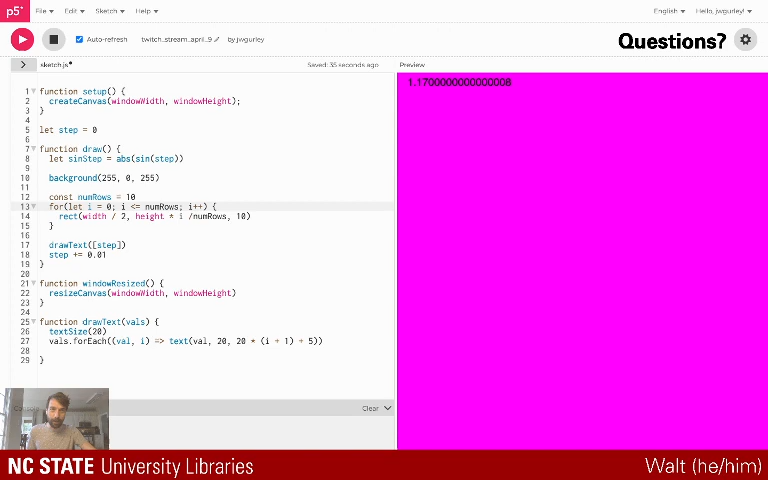 p5*
File Edit Sketch Help
English Hello, jwgurley!
Auto-refresh twitch_stream_april_9 by jwgurley
Questions?
sketch.js Saved: 35 seconds ago Preview
1 function setup() {
2 createCanvas(windowWidth, windowHeight);
3 }
4
5 let step = 0
6
7 function draw() {
8 let sinStep = abs(sin(step))
9
10 background(255, 0, 255)
11
12 const numRows = 10
13 for(let i = 0; i <= numRows; i++) {
14 rect(width / 2, height * i /numRows, 10)
15 }
16
17 drawText([step])
18 step += 0.01
19 }
20
21 function windowResized() {
22 resizeCanvas(windowWidth, windowHeight)
23 }
24
25 function drawText(vals) {
26 textSize(20)
27 vals.forEach((val, i) => text(val, 20, 20 * (i + 1) + 5))
28
29 }
1.1700000000000008
Clear
NC STATE University Libraries
Walt (he/him)